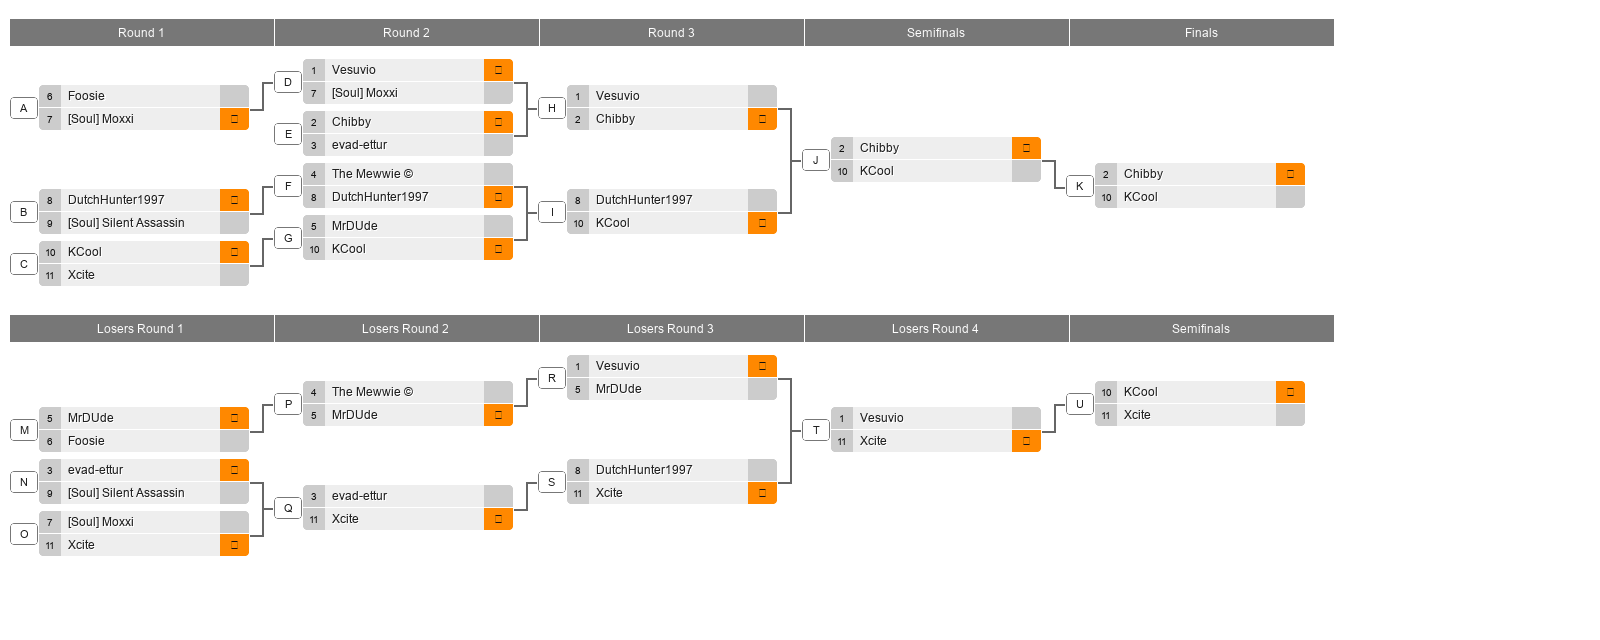 Round 1 Round 2 Round 3 Semifinals Finals
A
6 Foosie
7 [Soul] Moxxi
B
8 DutchHunter1997
9 [Soul] Silent Assassin
C
10 KCool
11 Xcite
D
1 Vesuvio
7 [Soul] Moxxi
E
2 Chibby
3 evad-ettur
F
4 The Mewwie ©
8 DutchHunter1997
G
5 MrDUde
10 KCool
H
1 Vesuvio
2 Chibby
I
8 DutchHunter1997
10 KCool
J
2 Chibby
10 KCool
K
2 Chibby
10 KCool
Losers Round 1 Losers Round 2 Losers Round 3 Losers Round 4 Semifinals
M
5 MrDUde
6 Foosie
N
3 evad-ettur
9 [Soul] Silent Assassin
O
7 [Soul] Moxxi
11 Xcite
P
4 The Mewwie ©
5 MrDUde
Q
3 evad-ettur
11 Xcite
R
1 Vesuvio
5 MrDUde
S
8 DutchHunter1997
11 Xcite
T
1 Vesuvio
11 Xcite
U
10 KCool
11 Xcite